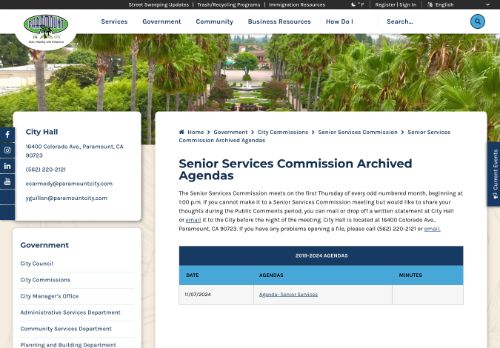 Street Sweeping Updates | Trash/Recycling Programs | Immigration Resources
°F | Register | Sign In
English
PARAMOUNT
Services Government Community Business Resources How Do I Search...
City Hall
16400 Colorado Ave., Paramount, CA
90723
(562) 220-2121
ecarmody@paramountcity.com
yguillen@paramountcity.com
Government
City Council
City Commissions
City Manager's Office
Administrative Services Department
Community Services Department
Planning and Building Department
Home > Government > City Commissions > Senior Services Commission > Senior Services
Commission Archived Agendas
Senior Services Commission Archived
Agendas
The Senior Services Commission meets on the first Thursday of every odd numbered month, beginning at
1:00 p.m. If you cannot make it to a Senior Services Commission meeting but would like to share your
thoughts during the Public Comments period, you can mail or drop off a written statement at City Hall
or email it to the City before the night of the meeting. City Hall is located at 16400 Colorado Ave.,
Paramount, CA 90723. If you have any problems opening a file, please call (562) 220-2121 or email.
2019-2024 AGENDAS
DATE AGENDAS MINUTES
11/07/2024 Agenda- Senior Services
Current Events